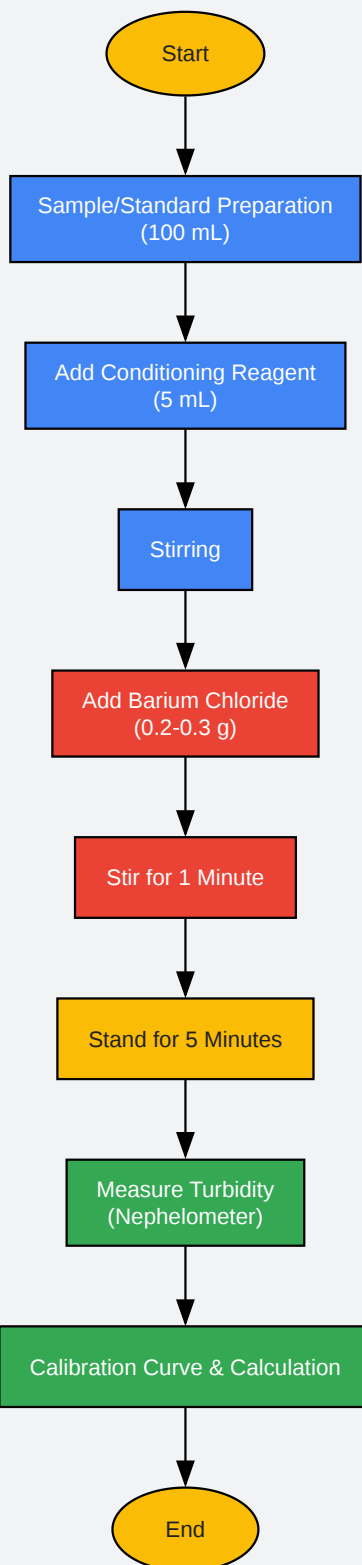 Start
Sample/Standard Preparation
(100 mL)
Add Conditioning Reagent
(5 mL)
Stirring
Add Barium Chloride
(0.2-0.3 g)
Stir for 1 Minute
Stand for 5 Minutes
Measure Turbidity
(Nephelometer)
Calibration Curve & Calculation
End